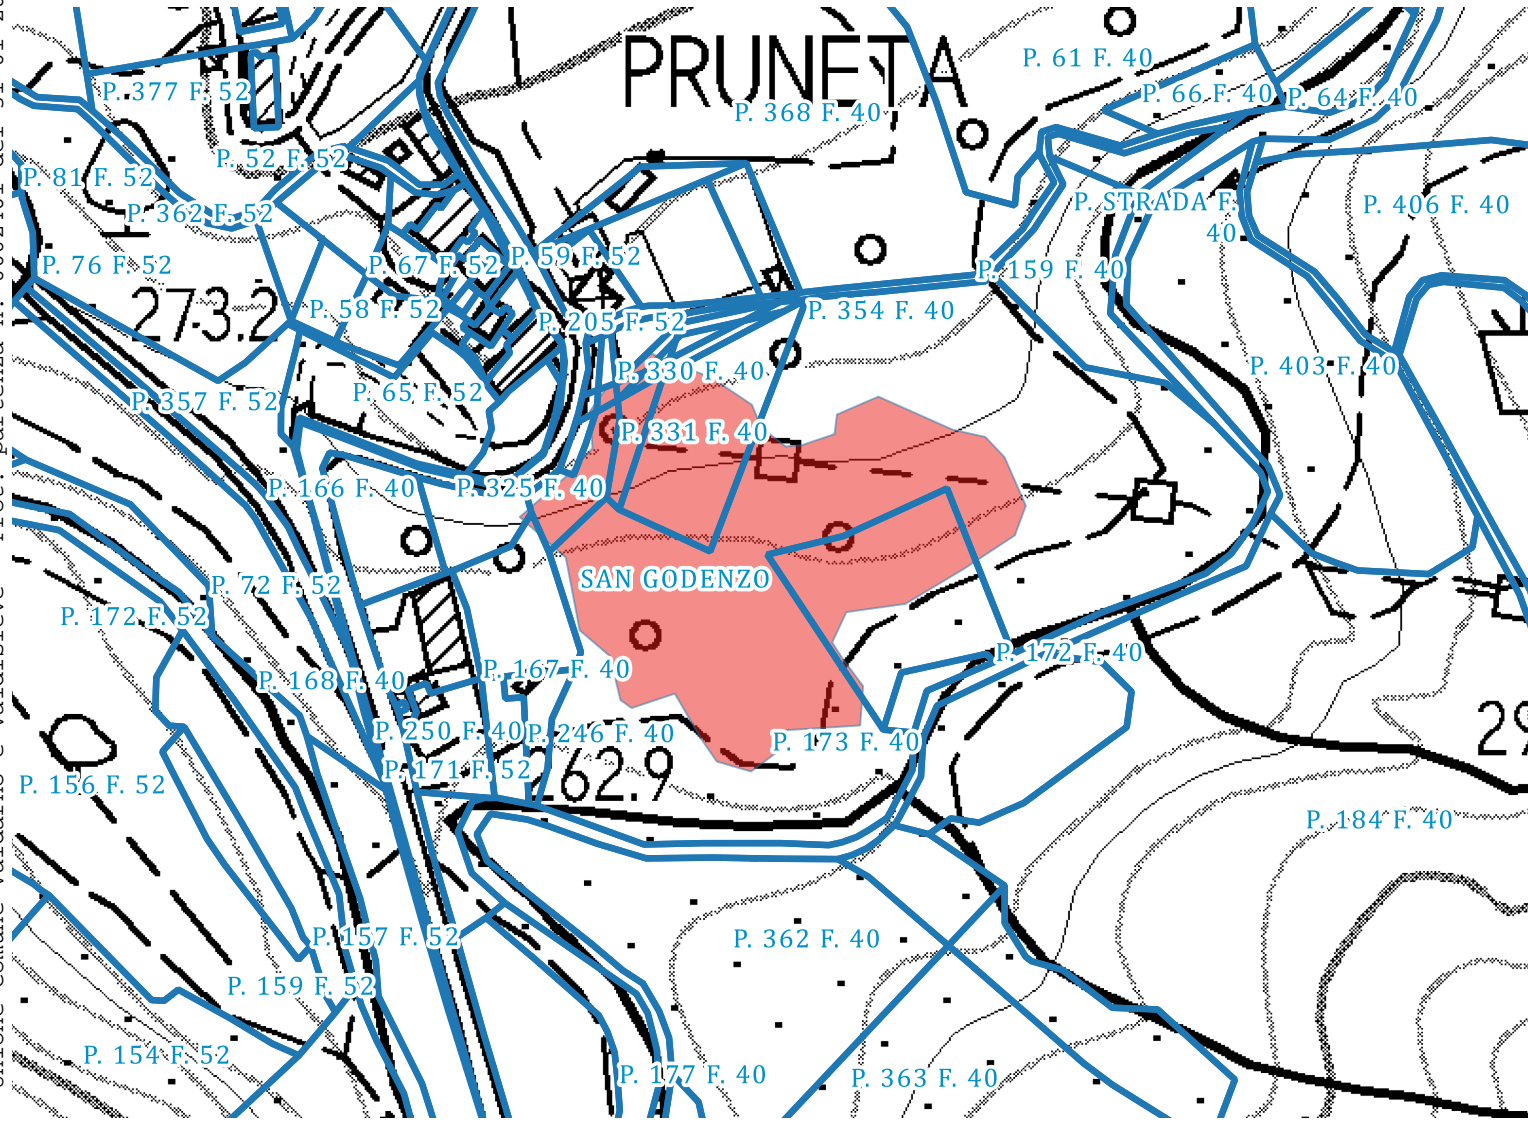 PRUNETA
P. 61 F. 40
P. 377 F. 52
P. 66 F. 40
P. 64 F. 40
P. 368 F. 40
P. 52 F. 52
P. 81 F. 52
P. 362 F. 52
P. STRADA F.
40
P. 406 F. 40
P. 76 F. 52
P. 67 F. 52
P. 59 F. 52
P. 159 F. 40
273.2
P. 58 F. 52
P. 205 F. 52
P. 354 F. 40
P. 330 F. 40
P. 403 F. 40
P. 357 F. 52
P. 65 F. 52
P. 331 F. 40
P. 166 F. 40
P. 325 F. 40
SAN GODENZO
P. 72 F. 52
P. 172 F. 52
P. 172 F. 40
P. 168 F. 40
P. 167 F. 40
P. 250 F. 40
P. 246 F. 40
P. 173 F. 40
29
P. 171 F. 52
262.9
P. 156 F. 52
P. 184 F. 40
P. 157 F. 52
P. 362 F. 40
P. 159 F. 52
P. 154 F. 52
P. 177 F. 40
P. 363 F. 40